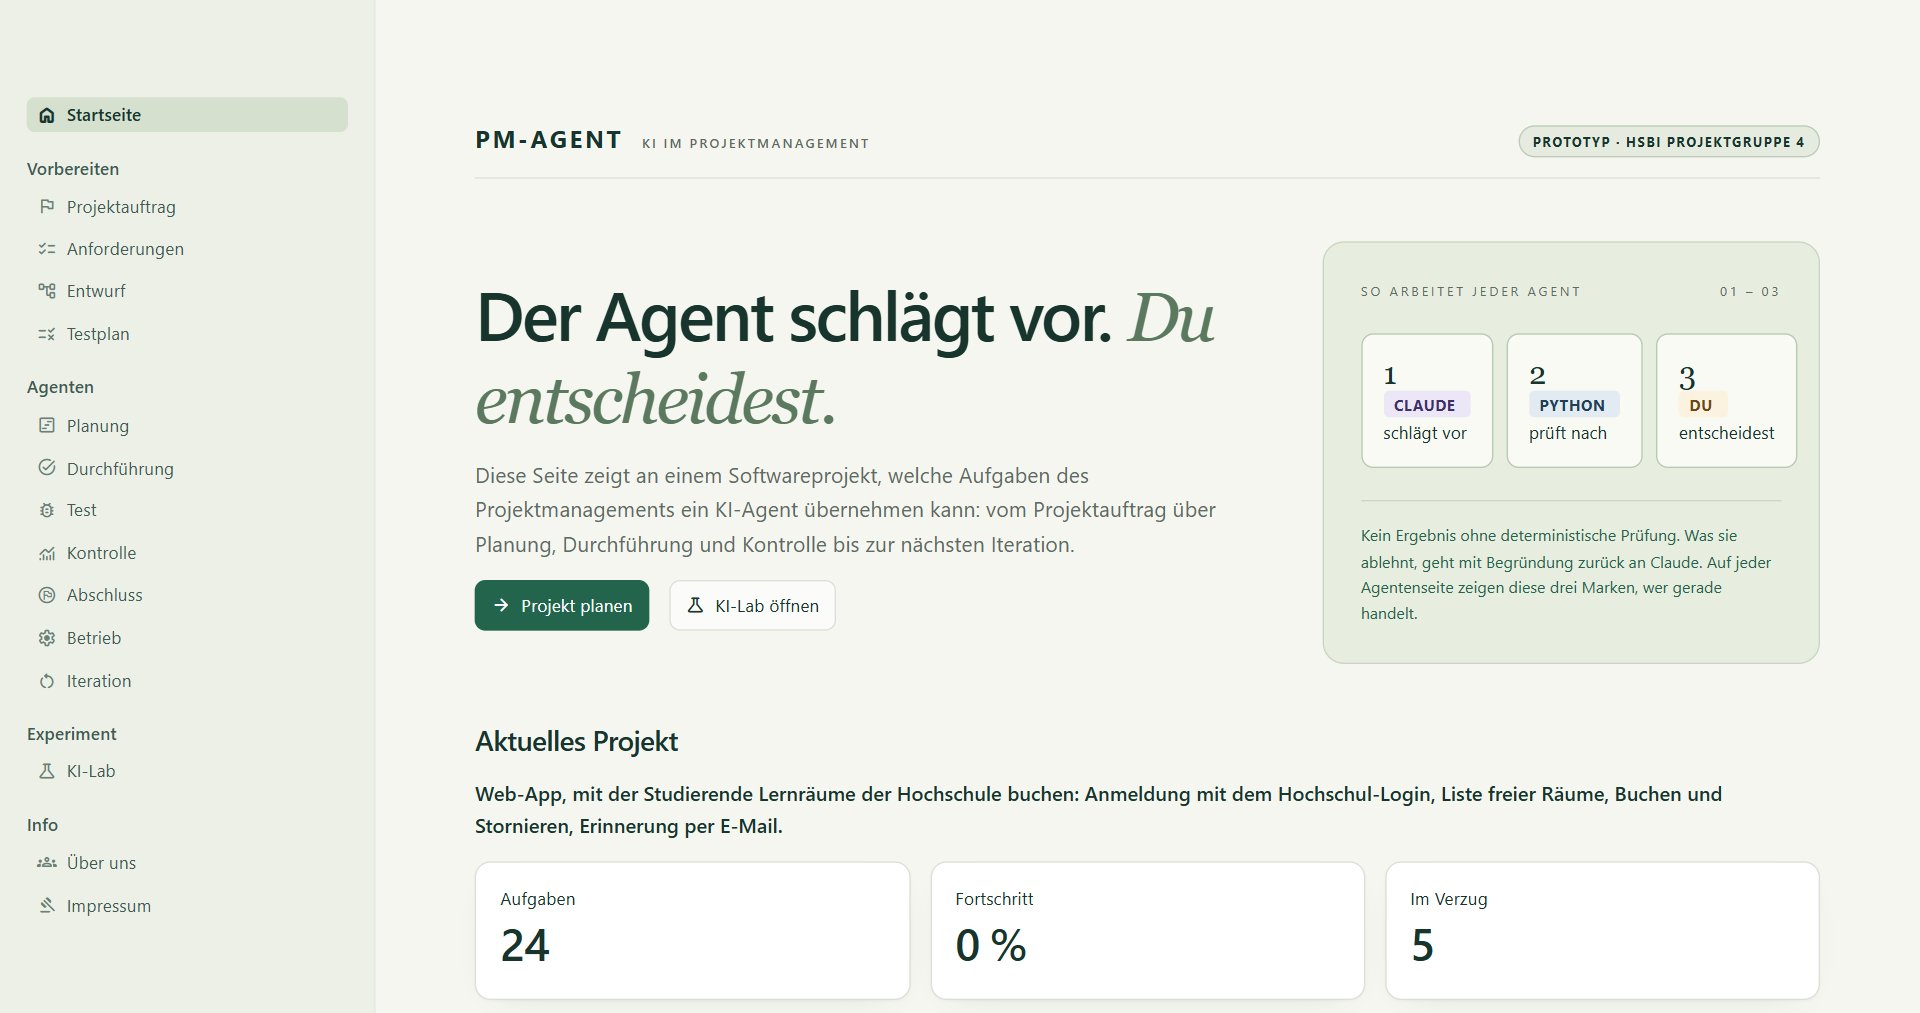 Startseite
Vorbereiten
Projektauftrag
Anforderungen
Entwurf
Testplan
Agenten
Planung
Durchführung
Test
Kontrolle
Abschluss
Betrieb
Iteration
Experiment
KI-Lab
Info
Über uns
Impressum
PM-AGENT KI IM PROJEKTMANAGEMENT
PROTOTYP · HSBI PROJEKTGRUPPE 4
Der Agent schlägt vor. Du
entscheidest.
Diese Seite zeigt an einem Softwareprojekt, welche Aufgaben des
Projektmanagements ein KI-Agent übernehmen kann: vom Projektauftrag über
Planung, Durchführung und Kontrolle bis zur nächsten Iteration.
Projekt planen
KI-Lab öffnen
SO ARBEITET JEDER AGENT
01 – 03
1
CLAUDE
schlägt vor
2
PYTHON
prüft nach
3
DU
entscheidest
Kein Ergebnis ohne deterministische Prüfung. Was sie
ablehnt, geht mit Begründung zurück an Claude. Auf jeder
Agentenseite zeigen diese drei Marken, wer gerade
handelt.
Aktuelles Projekt
Web-App, mit der Studierende Lernräume der Hochschule buchen: Anmeldung mit dem Hochschul-Login, Liste freier Räume, Buchen und
Stornieren, Erinnerung per E-Mail.
Aufgaben
24
Fortschritt
0 %
Im Verzug
5